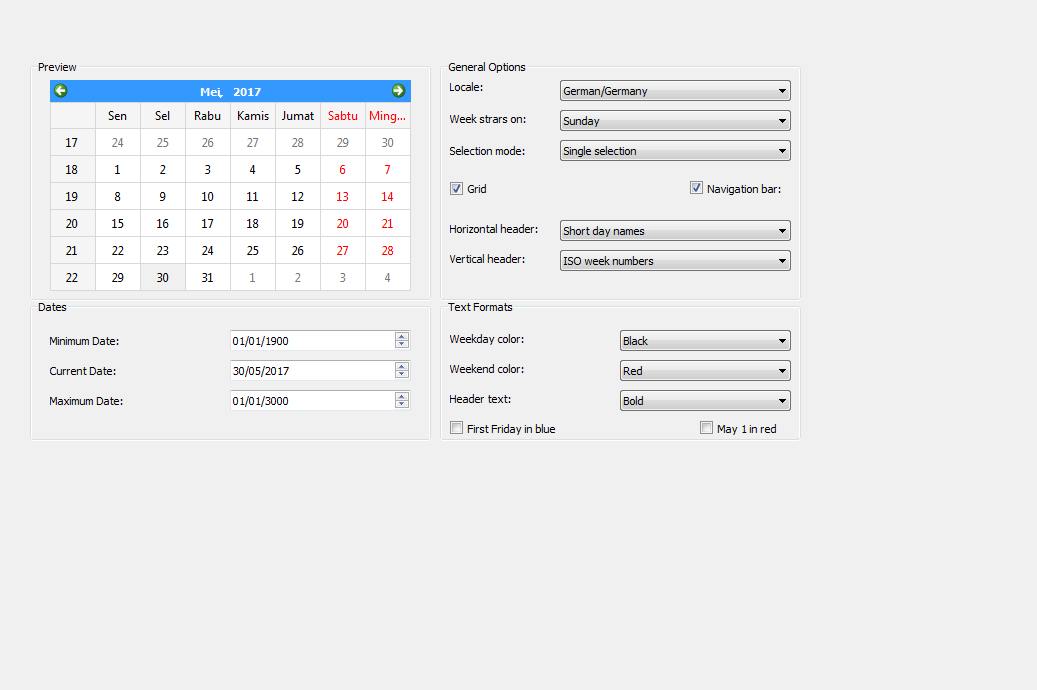 Preview
Mei, 2017
Sen Sel Rabu Kamis Jumat Sabtu Ming...
17 24 25 26 27 28 29 30
18 1 2 3 4 5 6 7
19 8 9 10 11 12 13 14
20 15 16 17 18 19 20 21
21 22 23 24 25 26 27 28
22 29 30 31 1 2 3 4
General Options
Locale: German/Germany
Week strars on: Sunday
Selection mode: Single selection
Grid Navigation bar:
Horizontal header: Short day names
Vertical header: ISO week numbers
Dates
Minimum Date: 01/01/1900
Current Date: 30/05/2017
Maximum Date: 01/01/3000
Text Formats
Weekday color: Black
Weekend color: Red
Header text: Bold
First Friday in blue May 1 in red